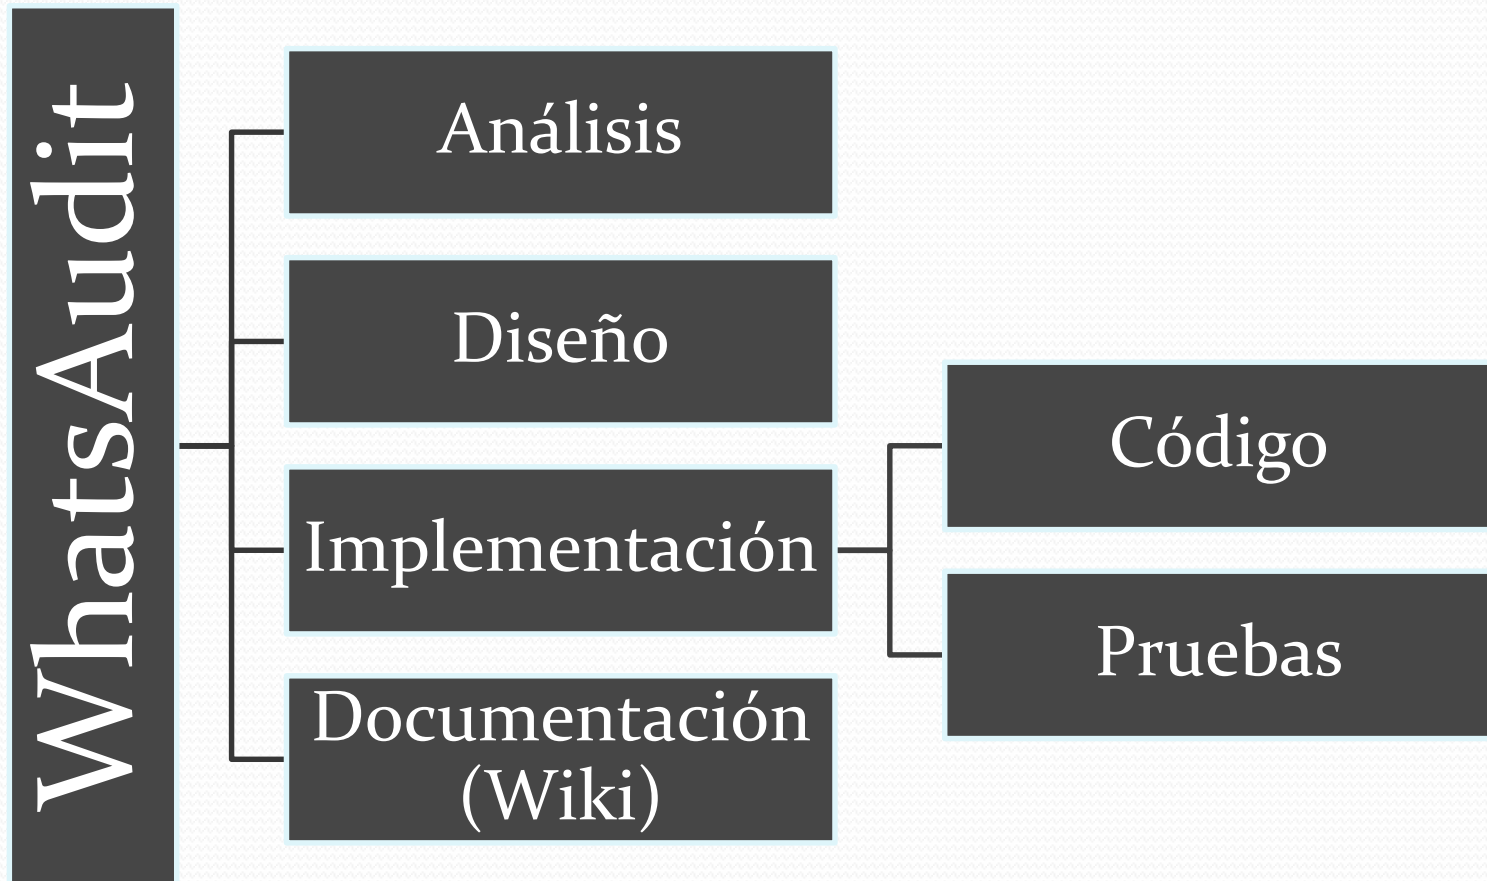 WhatsAudit
Análisis
Diseño
Implementación
Documentación
(Wiki)
Código
Pruebas